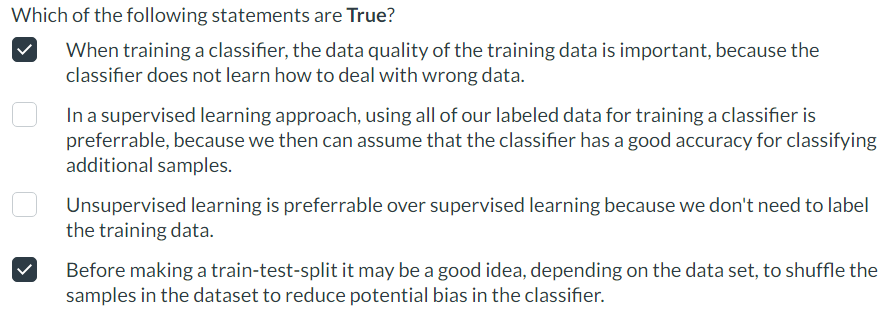 Which of the following statements are True?
When training a classifier, the data quality of the training data is important, because the
classifier does not learn how to deal with wrong data.
In a supervised learning approach, using all of our labeled data for training a classifier is
preferrable, because we then can assume that the classifier has a good accuracy for classifying
additional samples.
Unsupervised learning is preferrable over supervised learning because we don't need to label
the training data.
Before making a train-test-split it may be a good idea, depending on the data set, to shuffle the
samples in the dataset to reduce potential bias in the classifier.